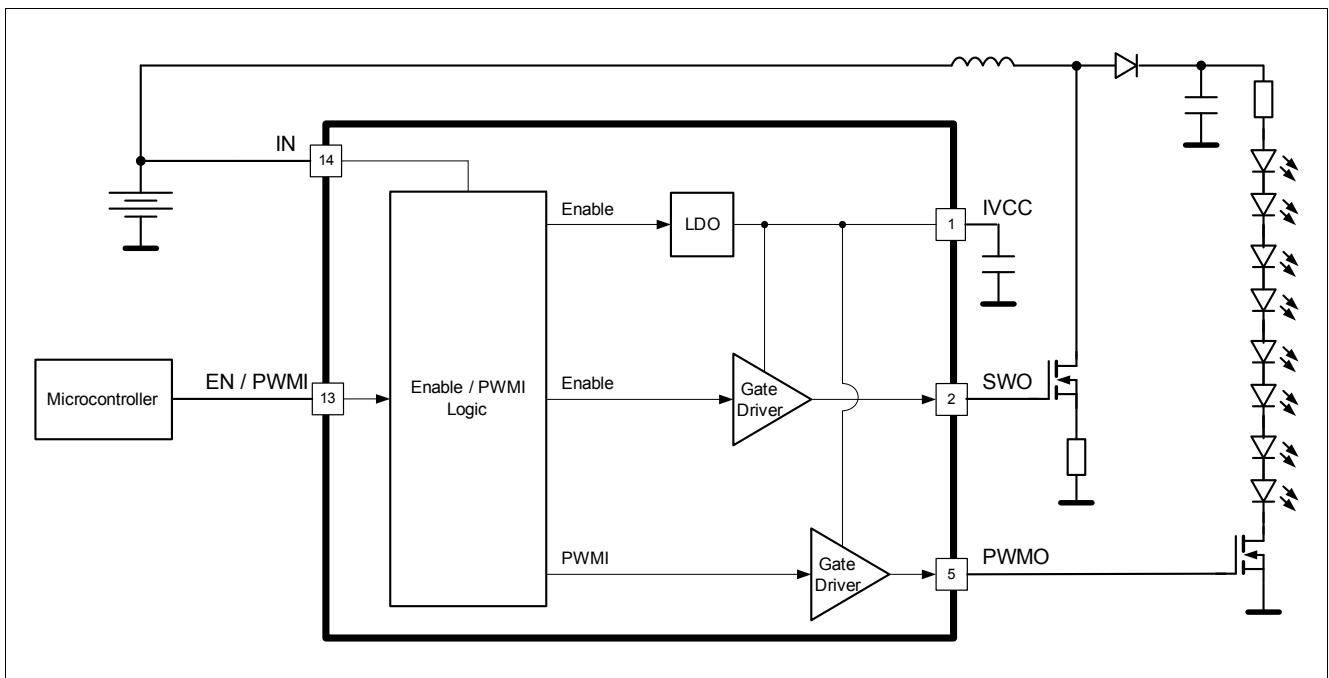 IN
14
Enable
LDO
1
IVCC
Microcontroller
EN / PWMI
13
Enable / PWMI
Logic
Enable
Gate
Driver
2
SWO
PWMI
Gate
Driver
5
PWMO